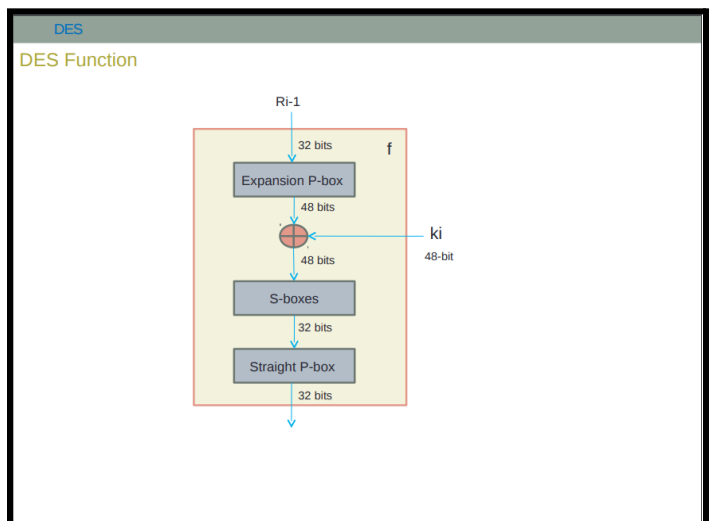 DES
DES Function
Ri-1
32 bits
f
Expansion P-box
48 bits
ki
48-bit
48 bits
S-boxes
32 bits
Straight P-box
32 bits